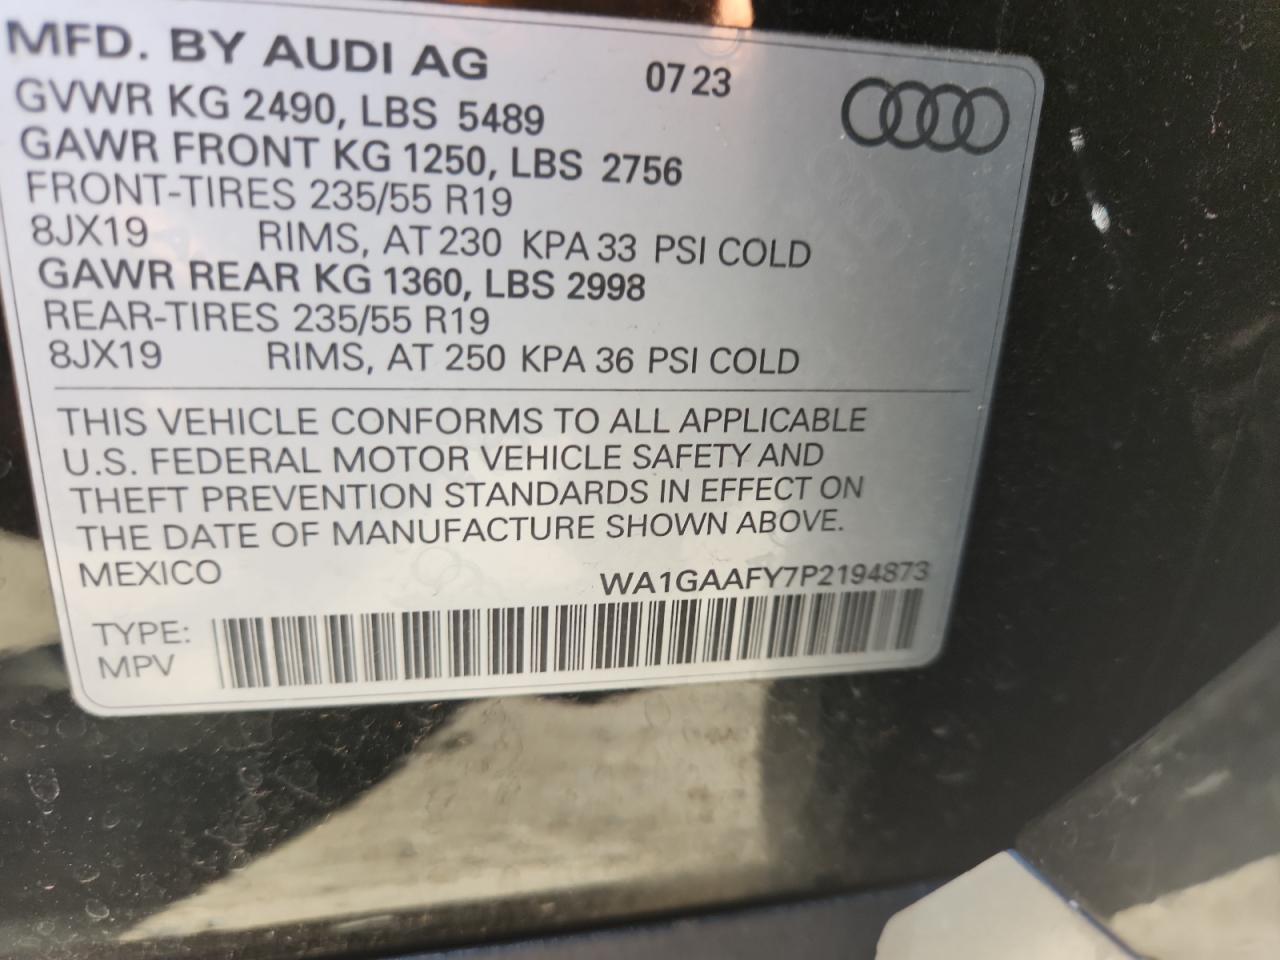 MFD. BY AUDI AG 07 23
GVWR KG 2490, LBS 5489
GAWR FRONT KG 1250, LBS 2756
FRONT-TIRES 235/55 R19
8JX19 RIMS, AT 230 KPA 33 PSI COLD
GAWR REAR KG 1360, LBS 2998
REAR-TIRES 235/55 R19
8JX19 RIMS, AT 250 KPA 36 PSI COLD
THIS VEHICLE CONFORMS TO ALL APPLICABLE
U.S. FEDERAL MOTOR VEHICLE SAFETY AND
THEFT PREVENTION STANDARDS IN EFFECT ON
THE DATE OF MANUFACTURE SHOWN ABOVE.
MEXICO WA1GAAFY7P2194873
TYPE:
MPV